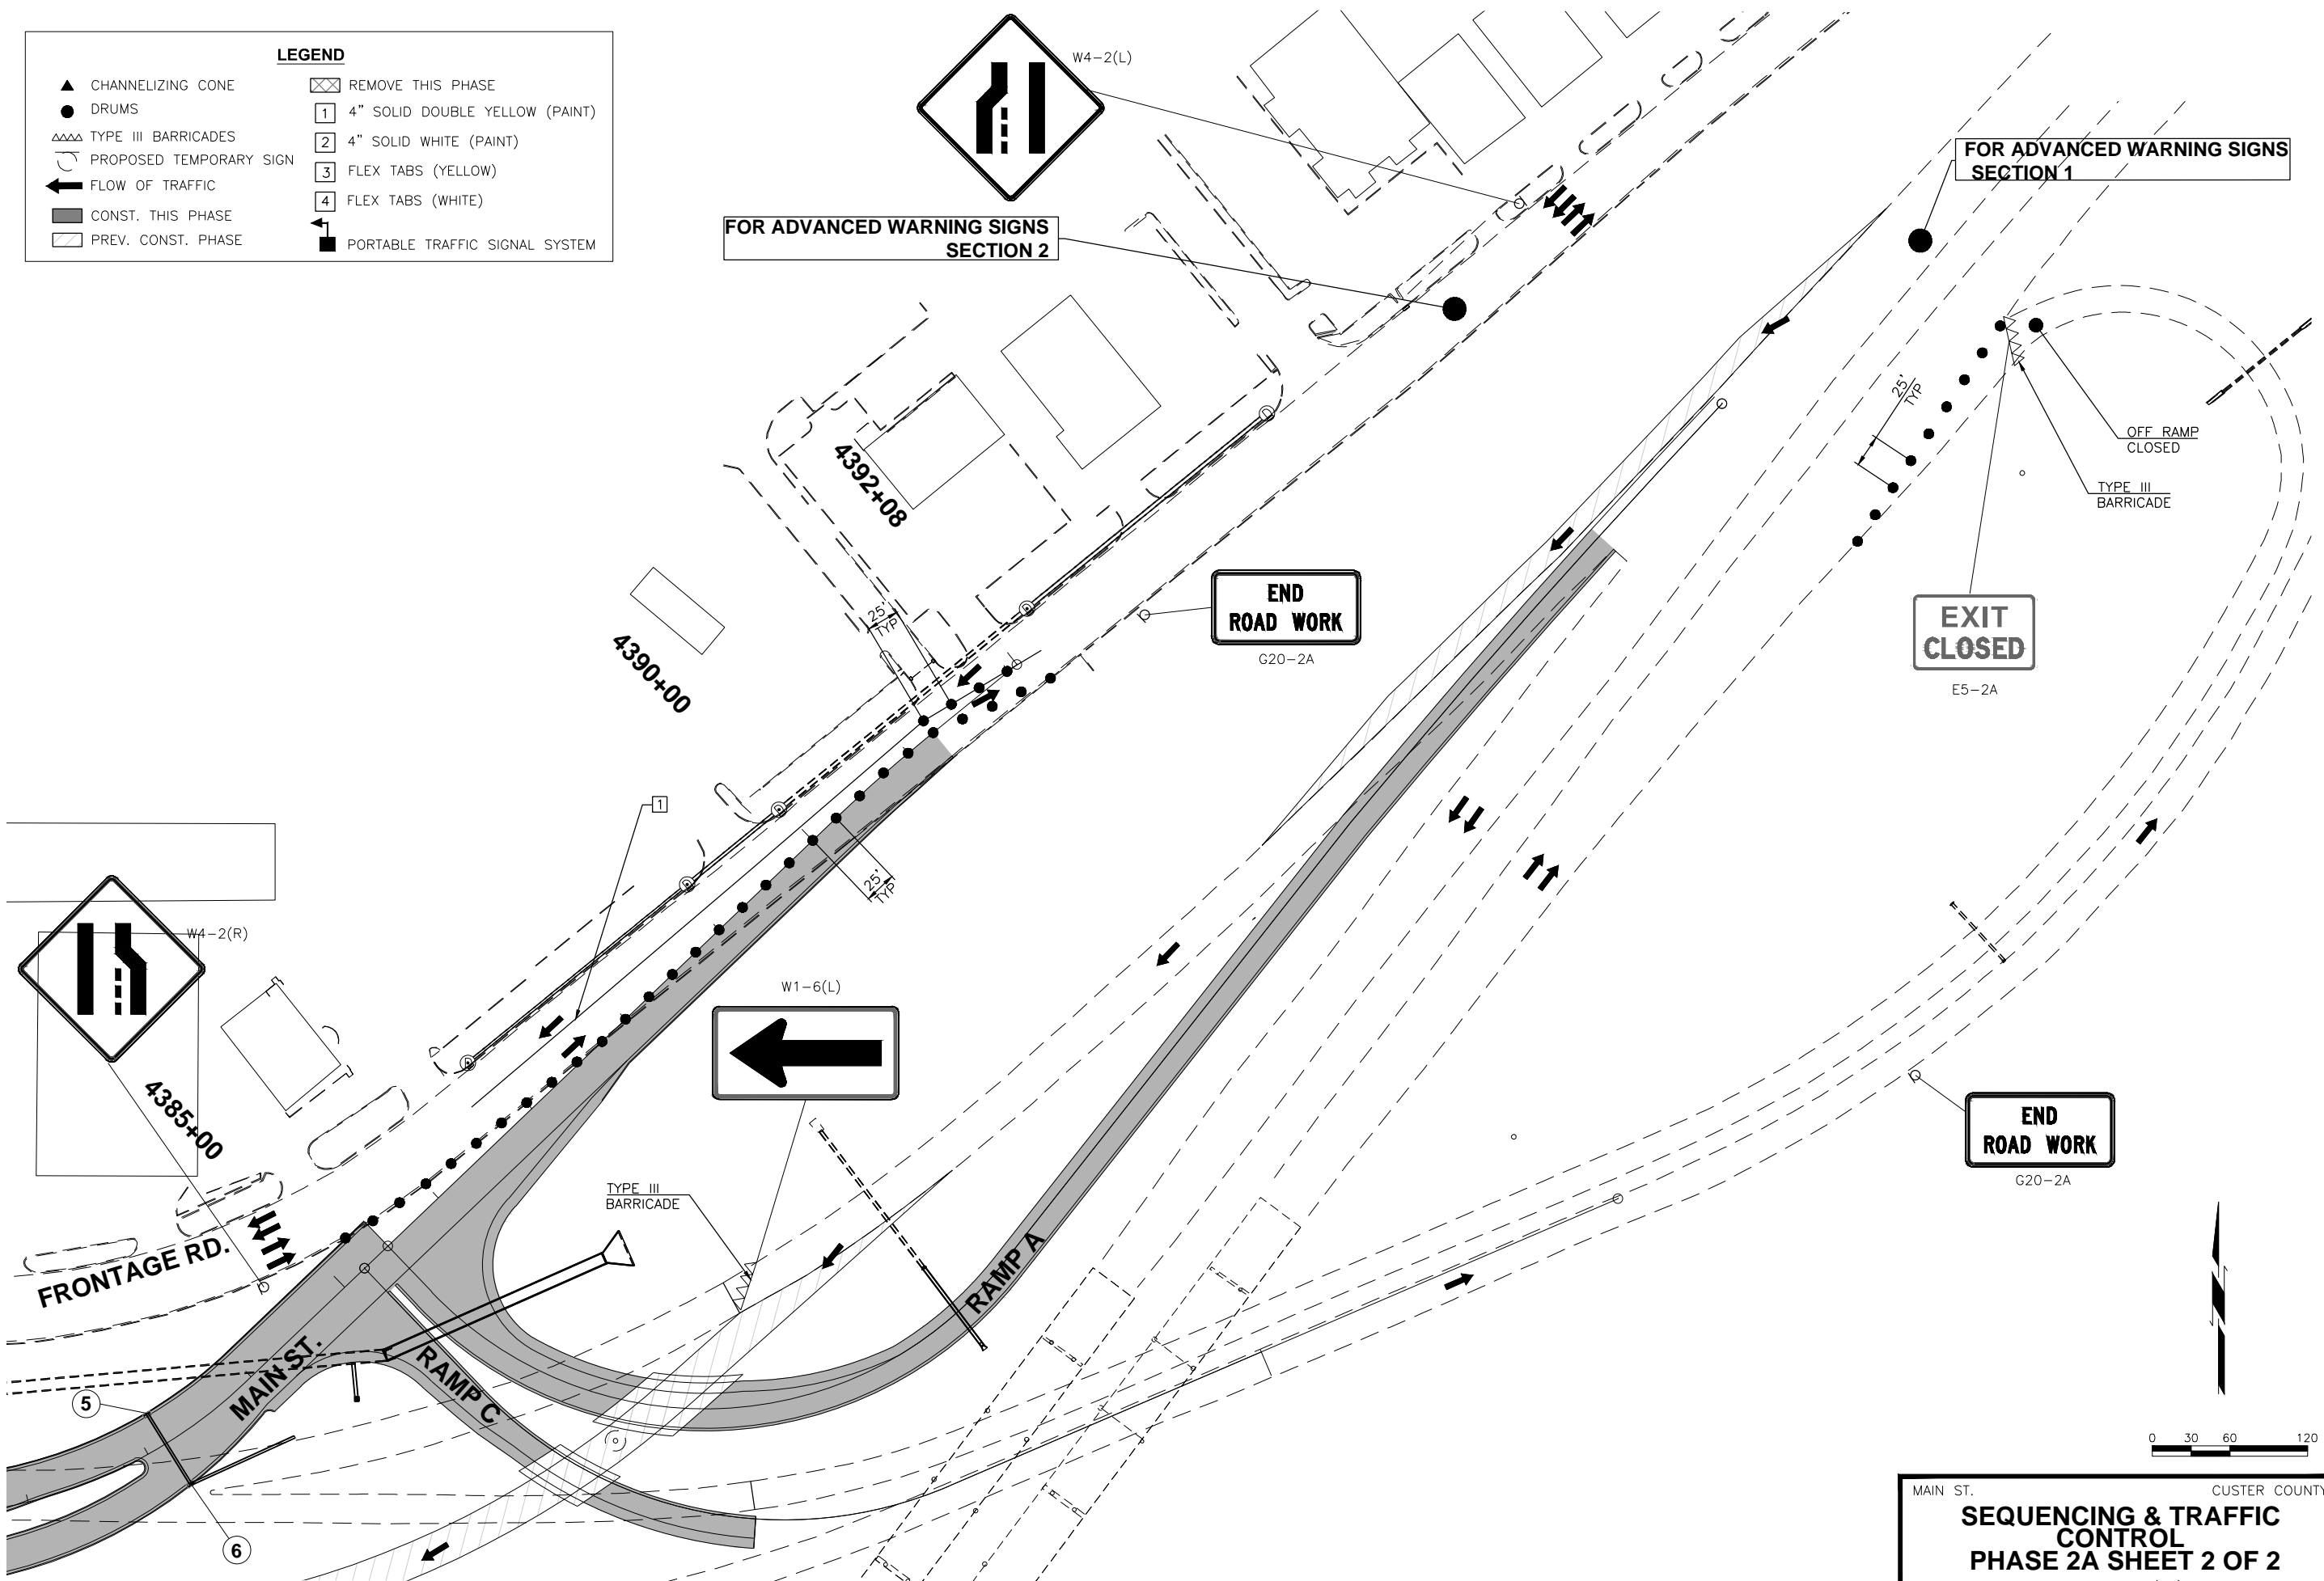 LEGEND
CHANNELIZING CONE
DRUMS
TYPE III BARRICADES
PROPOSED TEMPORARY SIGN
FLOW OF TRAFFIC
CONST. THIS PHASE
PREV. CONST. PHASE
REMOVE THIS PHASE
1 4" SOLID DOUBLE YELLOW (PAINT)
2 4" SOLID WHITE (PAINT)
3 FLEX TABS (YELLOW)
4 FLEX TABS (WHITE)
PORTABLE TRAFFIC SIGNAL SYSTEM
W4-2(L)
FOR ADVANCED WARNING SIGNS
SECTION 1
FOR ADVANCED WARNING SIGNS
SECTION 2
25'
TYP
OFF RAMP
CLOSED
TYPE III
BARRICADE
4392+08
END
ROAD WORK
G20-2A
EXIT
CLOSED
E5-2A
25'
TYP
4390+00
1
25'
TYP
W4-2(R)
W1-6(L)
4385+00
END
ROAD WORK
G20-2A
TYPE III
BARRICADE
FRONTAGE RD.
RAMP A
MAIN ST.
RAMP C
5
6
0 30 60 120
MAIN ST. CUSTER COUNTY
SEQUENCING & TRAFFIC
CONTROL
PHASE 2A SHEET 2 OF 2